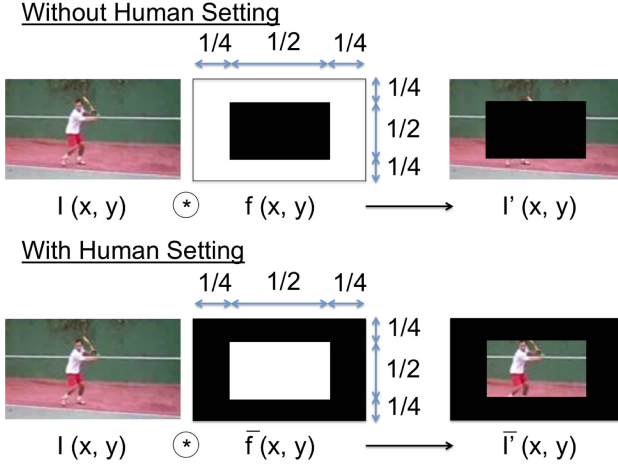 Without Human Setting
1/4 1/2 1/4
1/4
1/2
1/4
I (x, y) * f (x, y) I’ (x, y)
With Human Setting
1/4 1/2 1/4
1/4
1/2
1/4
I (x, y) * f̅ (x, y) I̅’ (x, y)